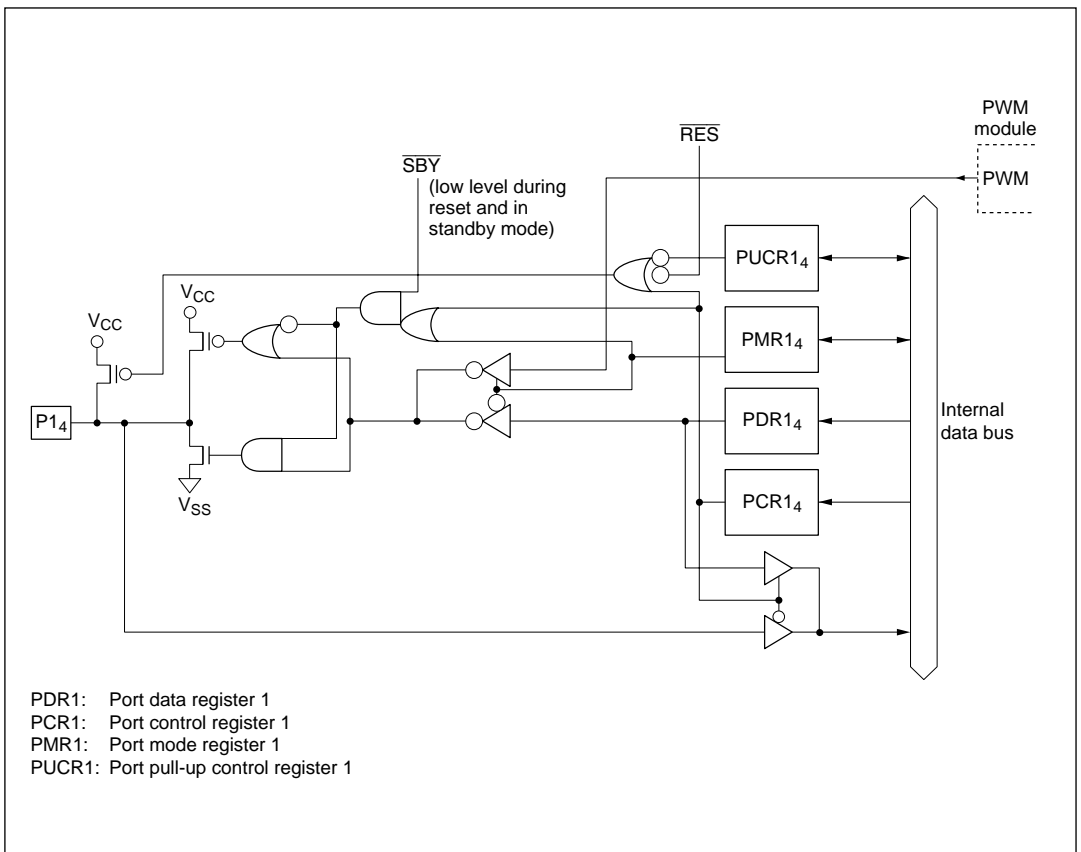 PWM
module
RES
PWM
SBY
(low level during
reset and in
standby mode)
PUCR1₄
VCC
VCC
PMR1₄
P1₄
PDR1₄
Internal
data bus
VSS
PCR1₄
PDR1: Port data register 1
PCR1: Port control register 1
PMR1: Port mode register 1
PUCR1: Port pull-up control register 1